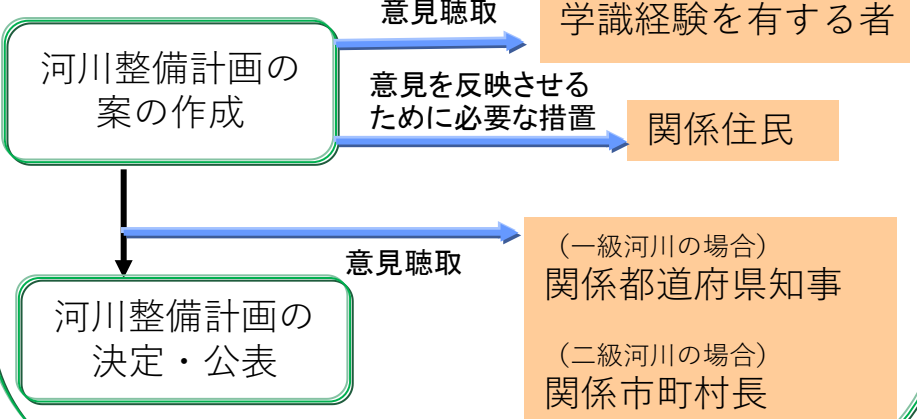 意見聴取
学識経験を有する者
河川整備計画の
案の作成
意見を反映させる
ために必要な措置
関係住民
意見聴取
(一級河川の場合)
関係都道府県知事
河川整備計画の
決定・公表
(二級河川の場合)
関係市町村長